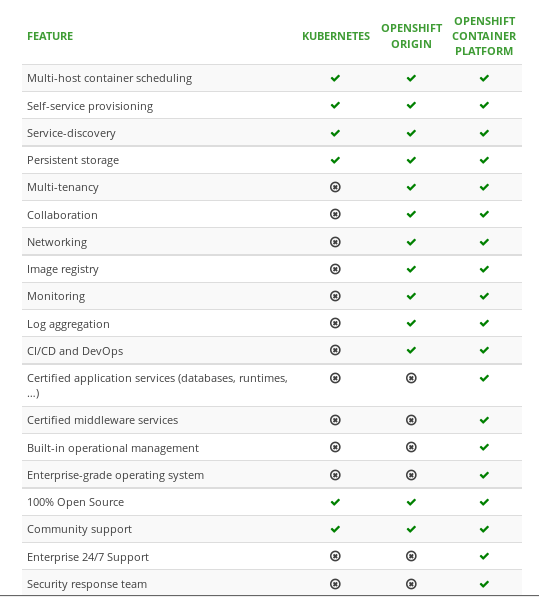 FEATURE KUBERNETES OPENSHIFT ORIGIN OPENSHIFT CONTAINER PLATFORM
Multi-host container scheduling
Self-service provisioning
Service-discovery
Persistent storage
Multi-tenancy
Collaboration
Networking
Image registry
Monitoring
Log aggregation
CI/CD and DevOps
Certified application services (databases, runtimes,
...)
Certified middleware services
Built-in operational management
Enterprise-grade operating system
100% Open Source
Community support
Enterprise 24/7 Support
Security response team